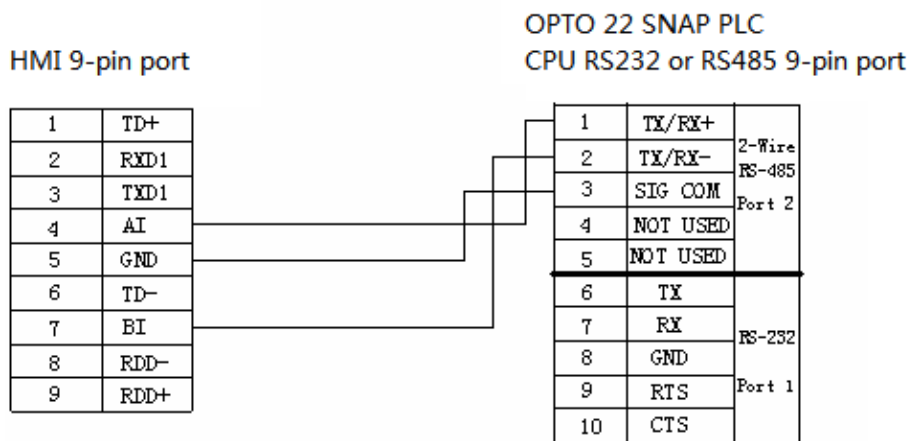 OPTO 22 SNAP PLC
HMI 9-pin port
CPU RS232 or RS485 9-pin port
1 TD+
2 RXD1
3 TXD1
4 AI
5 GND
6 TD-
7 BI
8 RDD-
9 RDD+
1 TX/RX+
2 TX/RX-
3 SIG COM
4 NOT USED
5 NOT USED
2-Wire
RS-485
Port 2
6 TX
7 RX
8 GND
9 RTS
10 CTS
RS-232
Port 1